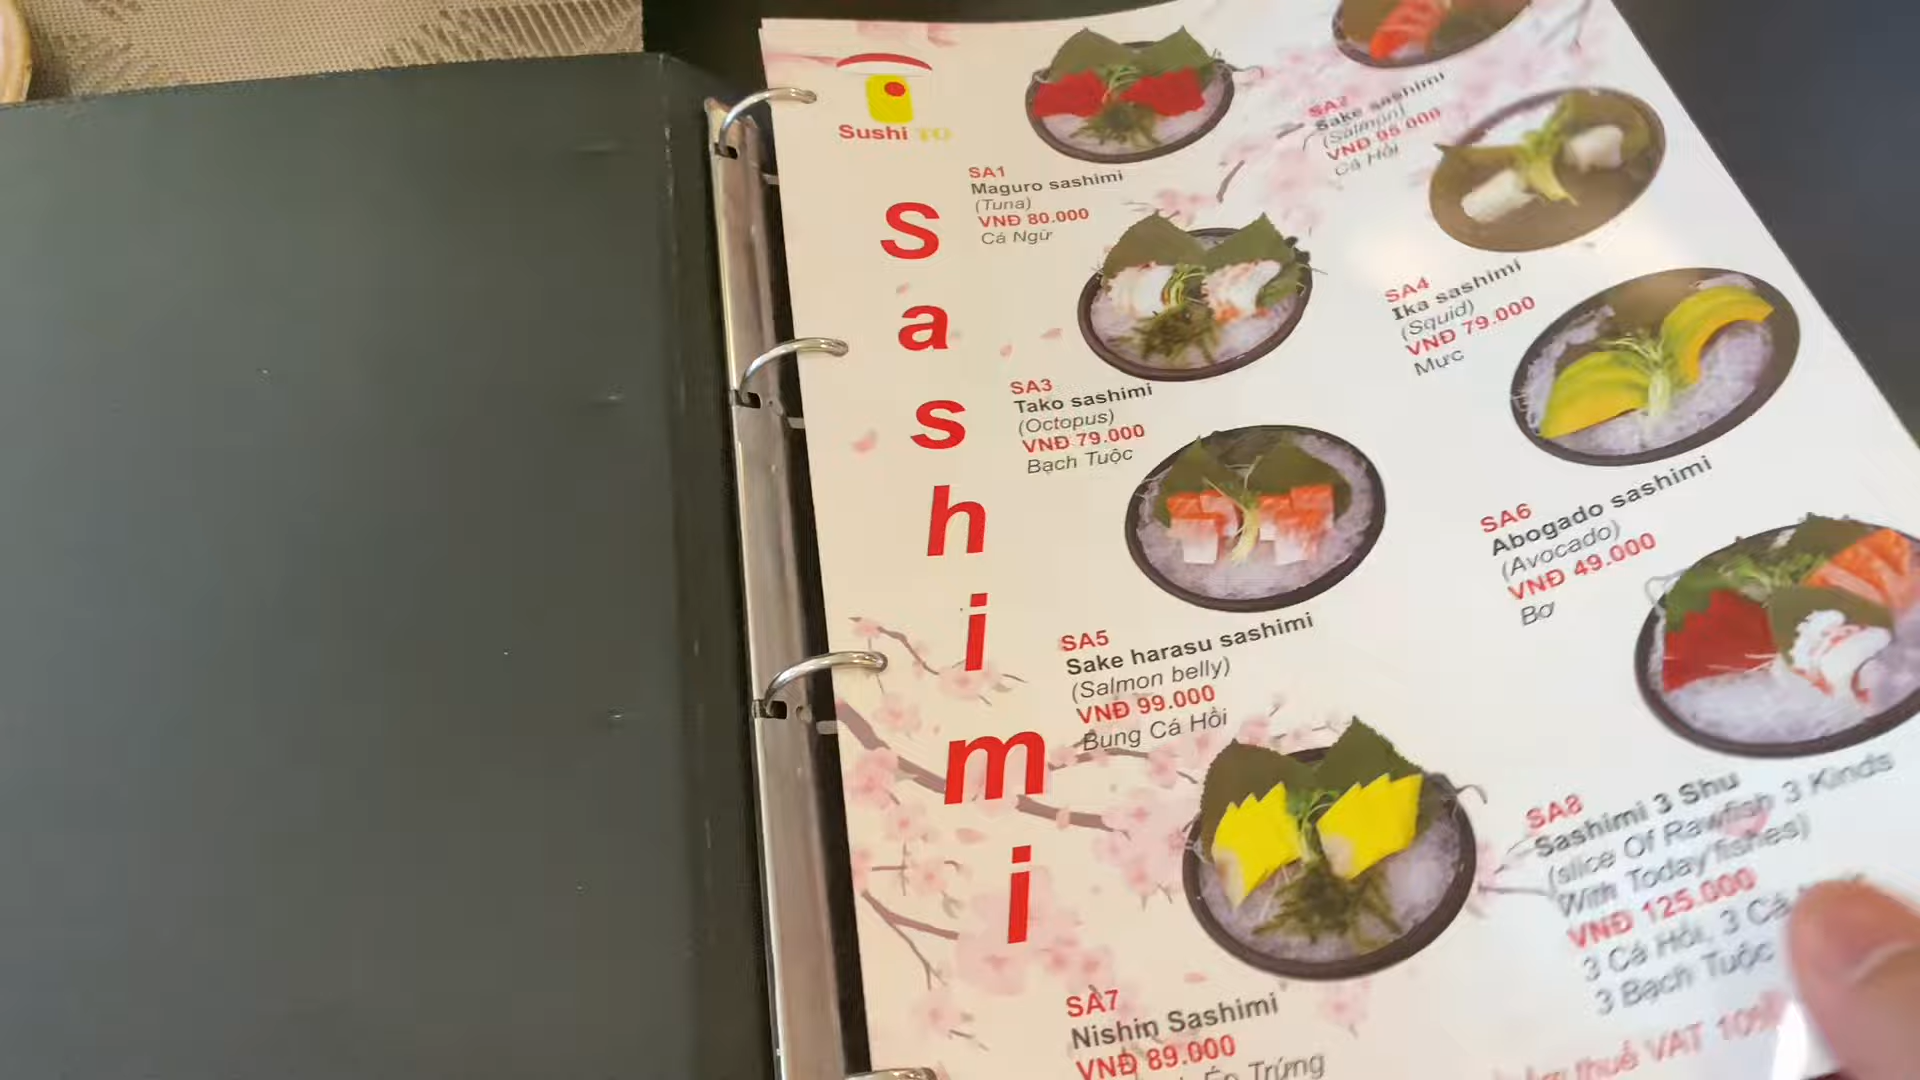 Sushi TO
Sashimi
SA1
Maguro sashimi
(Tuna)
VNĐ 80.000
Cá Ngừ
SA2
Sake sashimi
(Salmon)
VNĐ 95.000
Cá Hồi
SA3
Tako sashimi
(Octopus)
VNĐ 79.000
Bạch Tuộc
SA4
Ika sashimi
(Squid)
VNĐ 79.000
Mực
SA5
Sake harasu sashimi
(Salmon belly)
VNĐ 99.000
Bụng Cá Hồi
SA6
Abogado sashimi
(Avocado)
VNĐ 49.000
Bơ
SA7
Nishin Sashimi
VNĐ 89.000
Ép Trứng
SA8
Sashimi 3 Shu
(slice Of Rawfish 3 Kinds
With Today'fishes)
VNĐ 125.000
3 Cá Hồi, 3 Cá
3 Bạch Tuộc
thuế VAT 10%